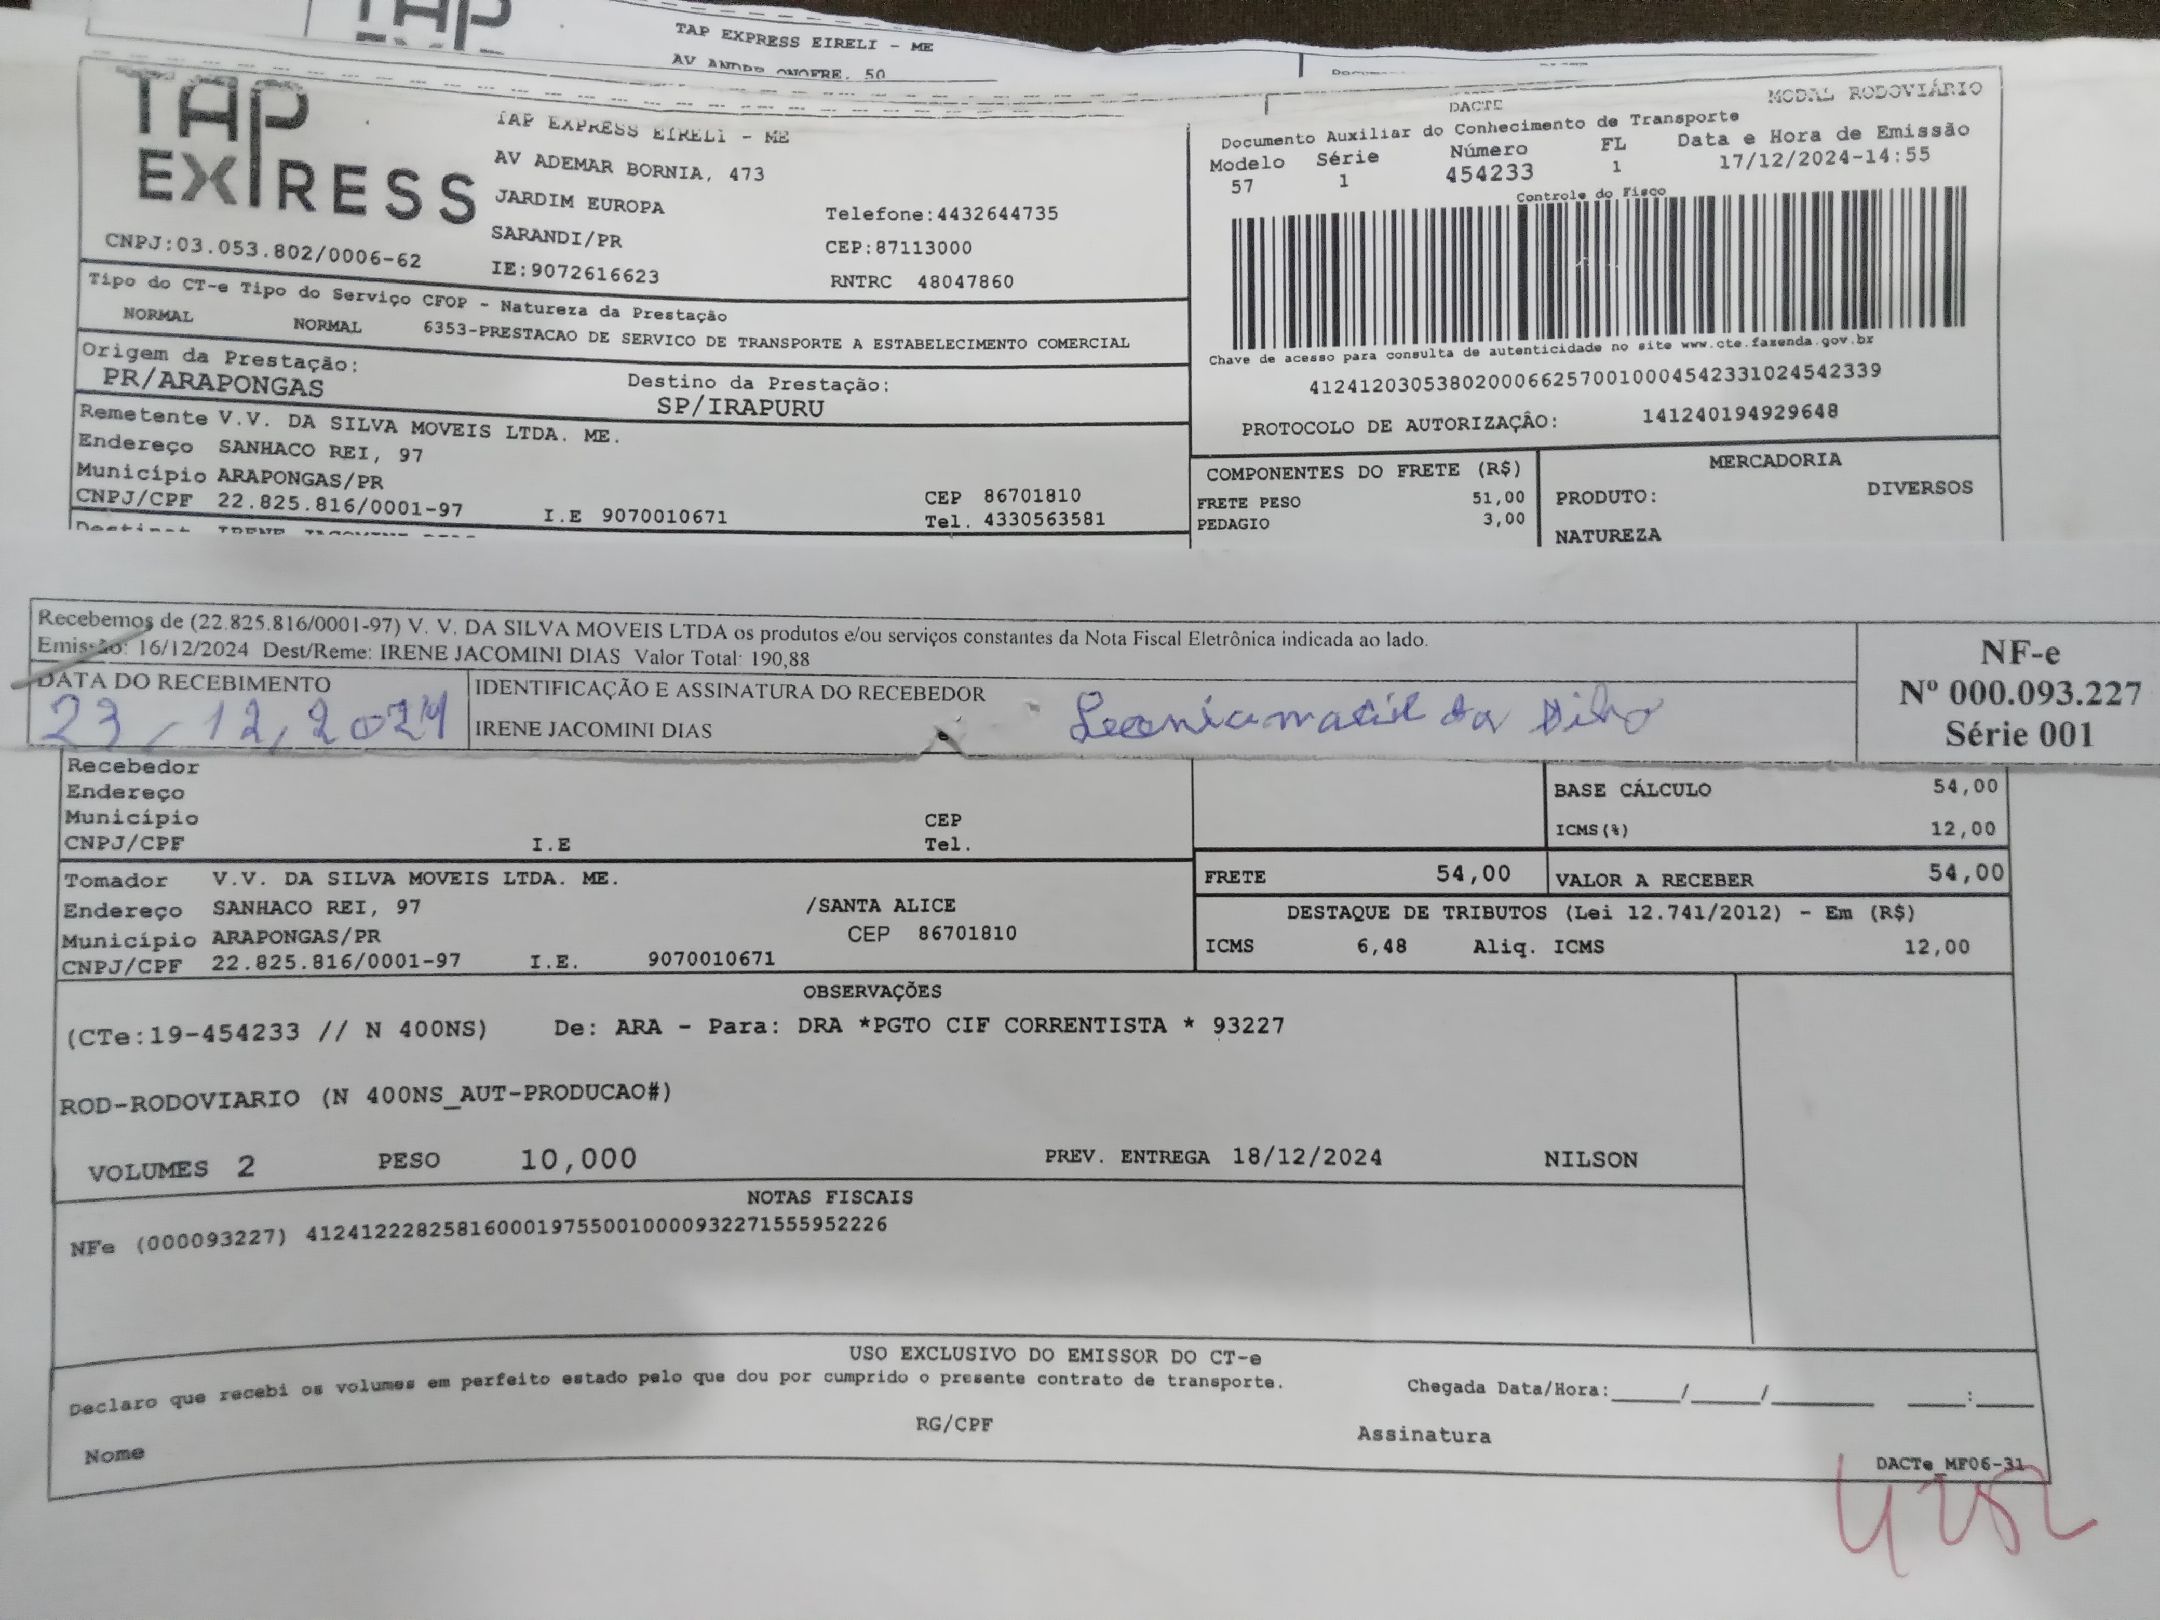 TAP
TAP EXPRESS EIRELI - ME
TAP EXPRESS
CNPJ:03.053.802/0006-62
TAP EXPRESS EIRELI - ME
AV ADEMAR BORNIA, 473
JARDIM EUROPA
SARANDI/PR
IE:9072616623
Telefone:4432644735
CEP:87113000
RNTRC 48047860
DACTE MODAL RODOVIÁRIO
Documento Auxiliar do Conhecimento de Transporte
Modelo Série Número FL Data e Hora de Emissão
57 1 454233 1 17/12/2024-14:55
Controle do Fisco
Chave de acesso para consulta de autenticidade no site www.cte.fazenda.gov.br
41241203053802000662570010004542331024542339
PROTOCOLO DE AUTORIZAÇÂO: 141240194929648
Tipo do CT-e Tipo do Serviço CFOP - Natureza da Prestação
NORMAL NORMAL 6353-PRESTACAO DE SERVICO DE TRANSPORTE A ESTABELECIMENTO COMERCIAL
Origem da Prestação: Destino da Prestação:
PR/ARAPONGAS SP/IRAPURU
Remetente V.V. DA SILVA MOVEIS LTDA. ME.
Endereço SANHACO REI, 97
Município ARAPONGAS/PR CEP 86701810
CNPJ/CPF 22.825.816/0001-97 I.E 9070010671 Tel. 4330563581
COMPONENTES DO FRETE (R$)
FRETE PESO 51,00
PEDAGIO 3,00
MERCADORIA
PRODUTO: DIVERSOS
NATUREZA
Recebemos de (22.825.816/0001-97) V. V. DA SILVA MOVEIS LTDA os produtos e/ou serviços constantes da Nota Fiscal Eletrônica indicada ao lado.
Emissão: 16/12/2024 Dest/Reme: IRENE JACOMINI DIAS Valor Total: 190,88
DATA DO RECEBIMENTO IDENTIFICAÇÃO E ASSINATURA DO RECEBEDOR
23, 12, 2024 IRENE JACOMINI DIAS
NF-e
Nº 000.093.227
Série 001
Recebedor
Endereço
Município CEP
CNPJ/CPF I.E Tel.
BASE CÁLCULO 54,00
ICMS(%) 12,00
FRETE 54,00 VALOR A RECEBER 54,00
Tomador V.V. DA SILVA MOVEIS LTDA. ME.
Endereço SANHACO REI, 97 /SANTA ALICE
Município ARAPONGAS/PR CEP 86701810
CNPJ/CPF 22.825.816/0001-97 I.E. 9070010671
DESTAQUE DE TRIBUTOS (Lei 12.741/2012) - Em (R$)
ICMS 6,48 Aliq. ICMS 12,00
OBSERVAÇÕES
(CTe:19-454233 // N 400NS) De: ARA - Para: DRA *PGTO CIF CORRENTISTA * 93227
ROD-RODOVIARIO (N 400NS_AUT-PRODUCAO#)
VOLUMES 2 PESO 10,000 PREV. ENTREGA 18/12/2024 NILSON
NOTAS FISCAIS
NFe (000093227) 41241222825816000197550010000932271555952226
USO EXCLUSIVO DO EMISSOR DO CT-e
Declaro que recebi os volumes em perfeito estado pelo que dou por cumprido o presente contrato de transporte. Chegada Data/Hora:_____/_____/_______ ____:____
Nome RG/CPF Assinatura
DACTe_MF06-31